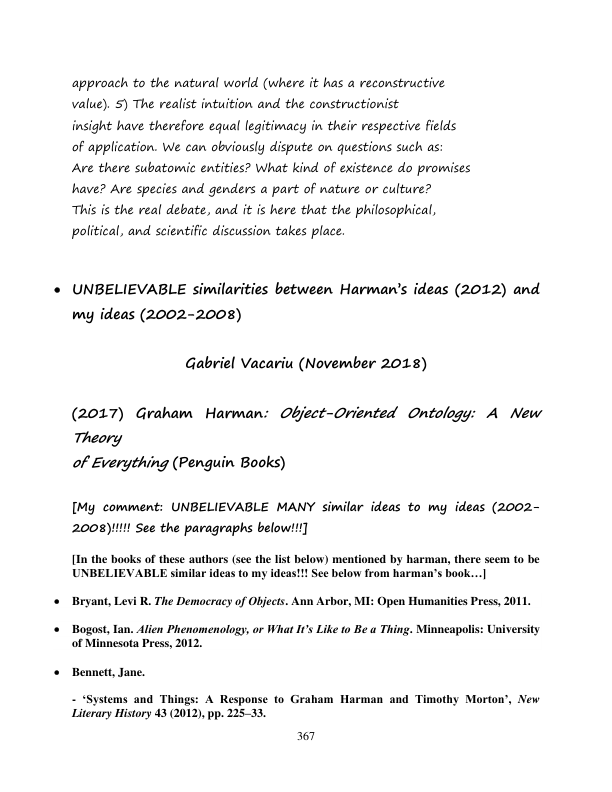 approach to the natural world (where it has a reconstructive
value). 5) The realist intuition and the constructionist
insight have therefore equal legitimacy in their respective fields
of application. We can obviously dispute on questions such as:
Are there subatomic entities? What kind of existence do promises
have? Are species and genders a part of nature or culture?
This is the real debate, and it is here that the philosophical,
political, and scientific discussion takes place.
• UNBELIEVABLE similarities between Harman's ideas (2012) and
my ideas (2002-2008)
Gabriel Vacariu (November 2018)
(2017) Graham Harman: Object-Oriented Ontology: A New
Theory
of Everything (Penguin Books)
[My comment: UNBELIEVABLE MANY similar ideas to my ideas (2002-
2008)!!!!! See the paragraphs below!!!]
[In the books of these authors (see the list below) mentioned by harman, there seem to be
UNBELIEVABLE similar ideas to my ideas!!! See below from harman's book…]
• Bryant, Levi R. The Democracy of Objects. Ann Arbor, MI: Open Humanities Press, 2011.
• Bogost, Ian. Alien Phenomenology, or What It's Like to Be a Thing. Minneapolis: University
of Minnesota Press, 2012.
• Bennett, Jane.
- 'Systems and Things: A Response to Graham Harman and Timothy Morton', New
Literary History 43 (2012), pp. 225–33.
367